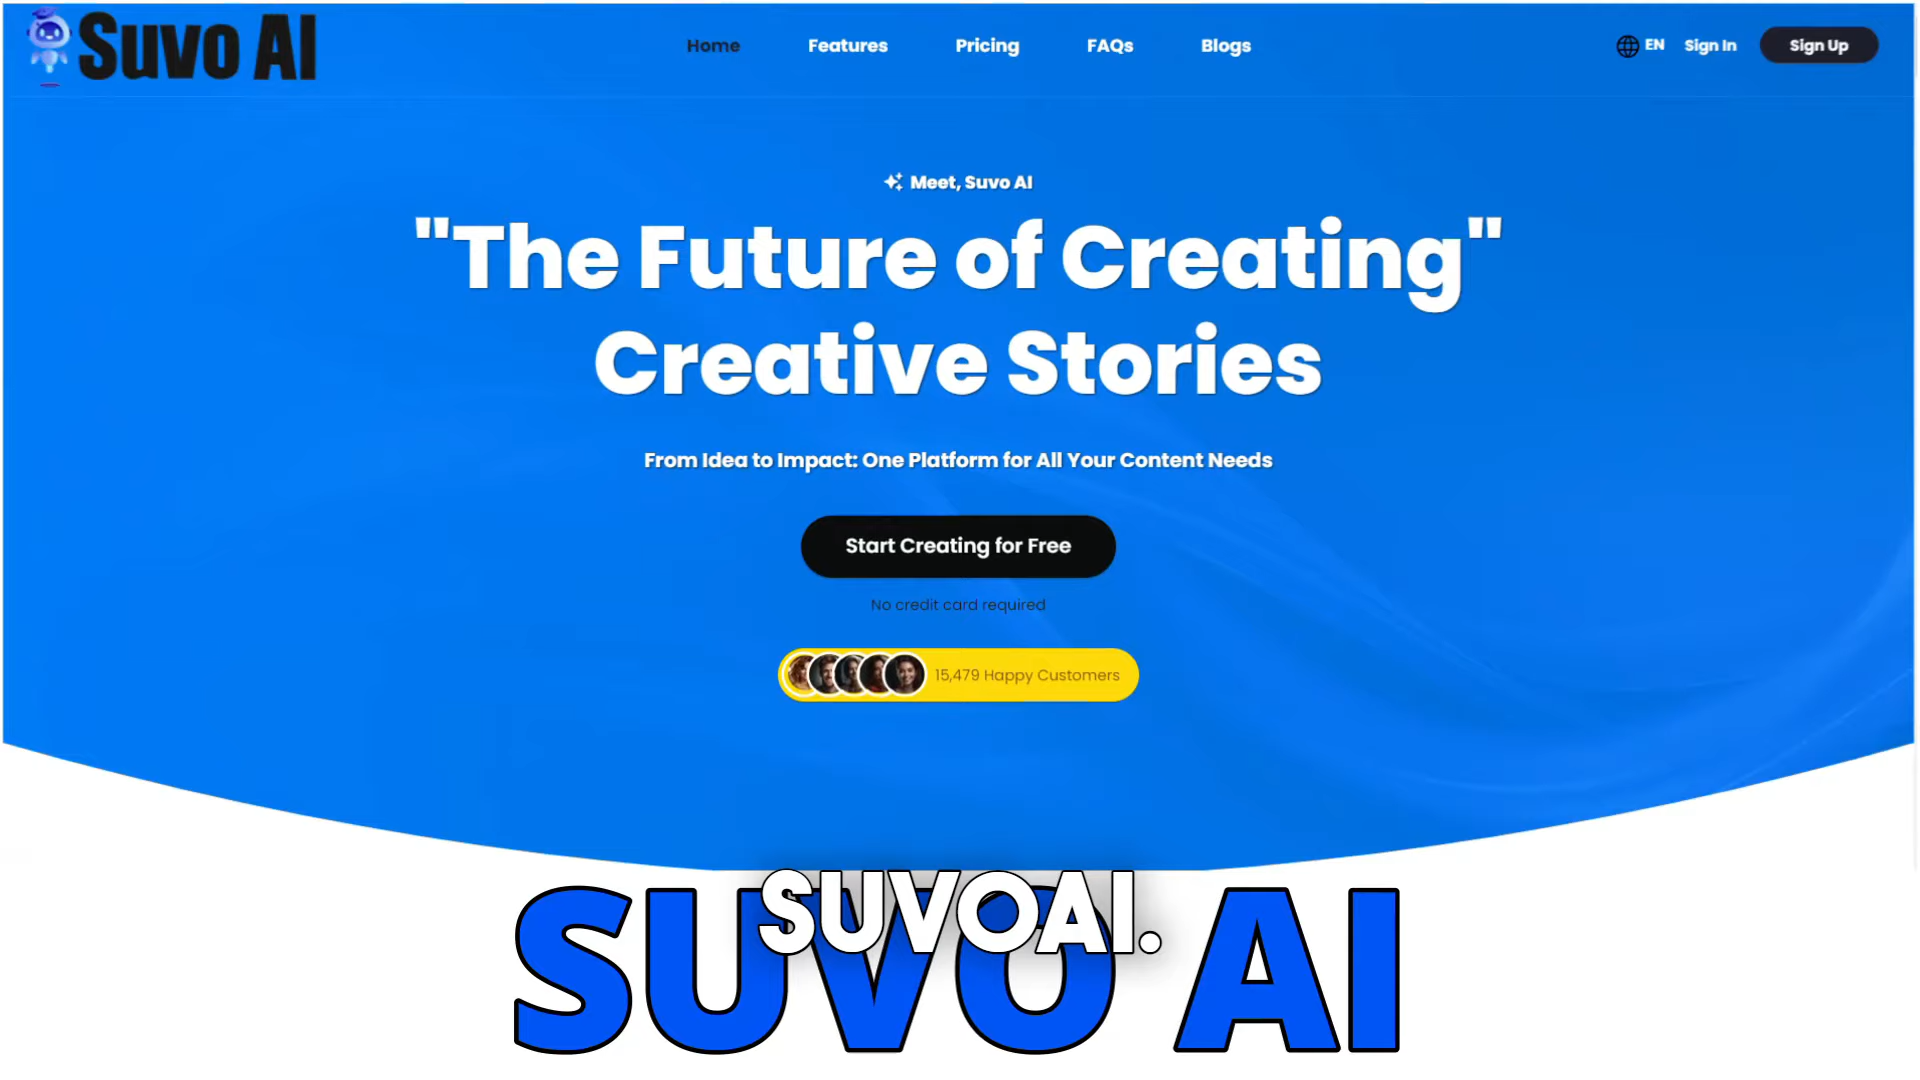 Suvo AI
Home Features Pricing FAQs Blogs EN Sign In Sign Up
Meet, Suvo AI
"The Future of Creating"
Creative Stories
From Idea to Impact: One Platform for All Your Content Needs
Start Creating for Free
No credit card required
15,479 Happy Customers
SUVOAI.
SUVO AI